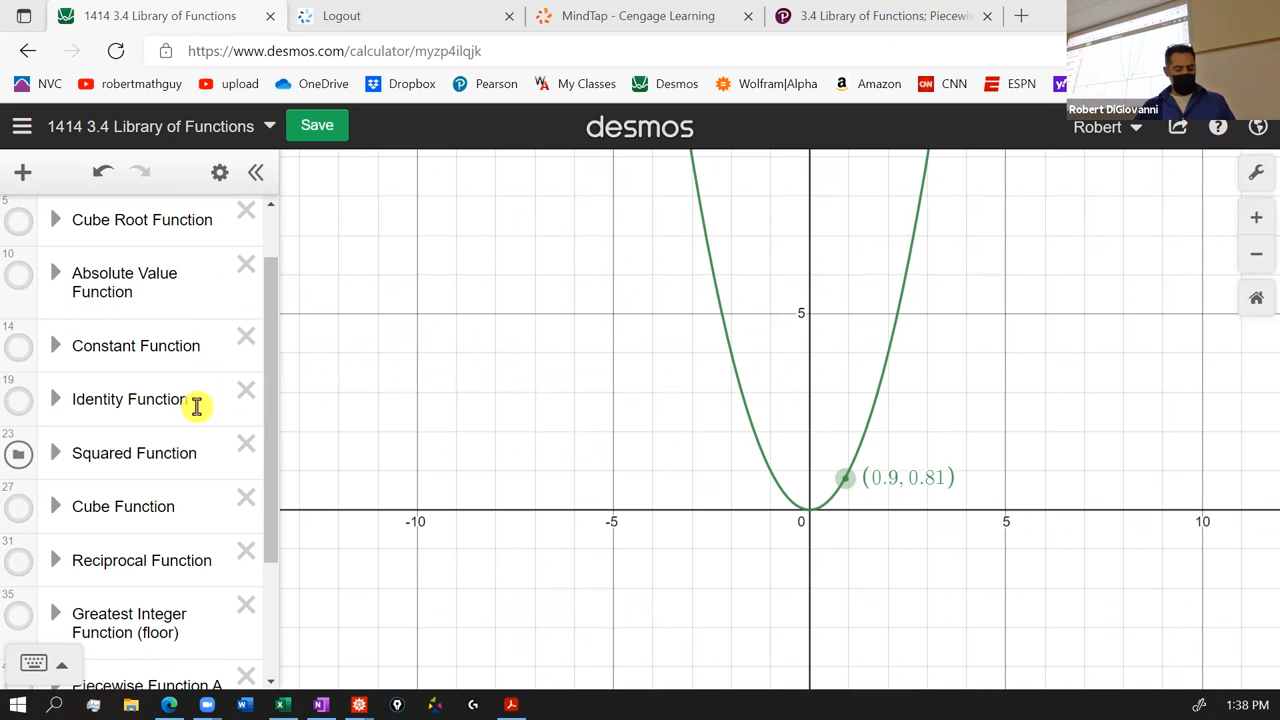 1414 3.4 Library of Functions
Logout
MindTap - Cengage Learning
3.4 Library of Functions; Piecewis
https://www.desmos.com/calculator/myzp4ilqjk
NVC
robertmathguy
upload
OneDrive
Dropbox
Pearson
My Classes
Desmos
Wolfram|Alpha
Amazon
CNN
ESPN
Robert DiGiovanni
1414 3.4 Library of Functions
Save
desmos
Robert
5
Cube Root Function
10
Absolute Value
Function
14
Constant Function
19
Identity Function
23
Squared Function
27
Cube Function
31
Reciprocal Function
35
Greatest Integer
Function (floor)
Piecewise Function A
5
(0.9, 0.81)
-10
-5
0
5
10
1:38 PM